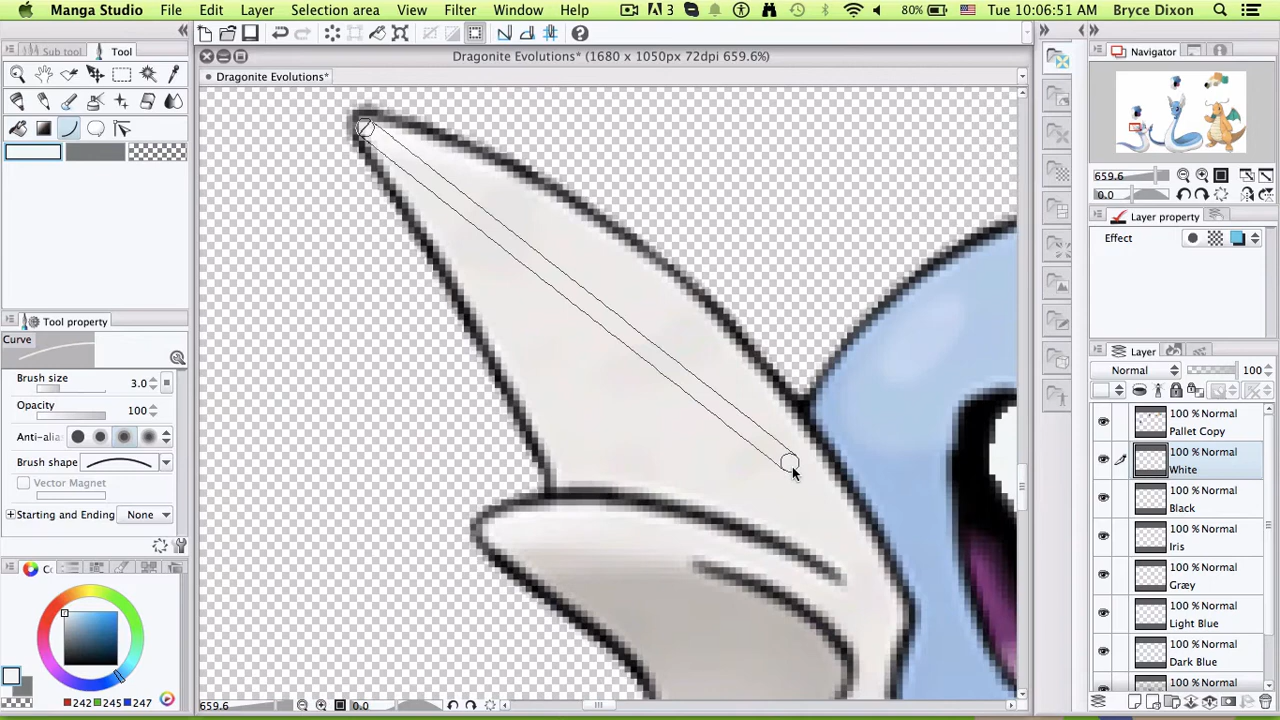 Manga Studio File Edit Layer Selection area View Filter Window Help 3 80% Tue 10:06:51 AM Bryce Dixon
Sub tool Tool
Dragonite Evolutions* (1680 x 1050px 72dpi 659.6%)
Dragonite Evolutions*
Navigator
659.6
0.0
Layer property
Effect
Tool property
Curve
Brush size 3.0
Opacity 100
Anti-alia
Brush shape
Vector Magnet
Starting and Ending None
Layer
Normal 100
100 % Normal
Pallet Copy
100 % Normal
White
100 % Normal
Black
100 % Normal
Iris
100 % Normal
Græy
100 % Normal
Light Blue
100 % Normal
Dark Blue
100 % Normal
242 245 247
659.6 0.0